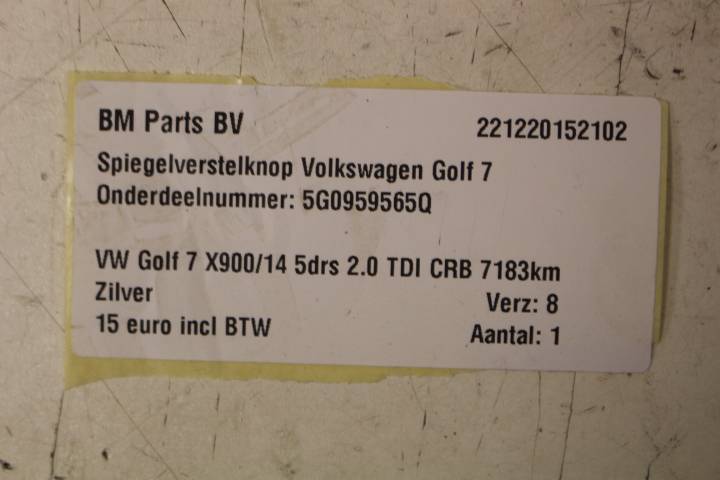 BM Parts BV 221220152102
Spiegelverstelknop Volkswagen Golf 7
Onderdeelnummer: 5G0959565Q
VW Golf 7 X900/14 5drs 2.0 TDI CRB 7183km
Zilver Verz: 8
15 euro incl BTW Aantal: 1